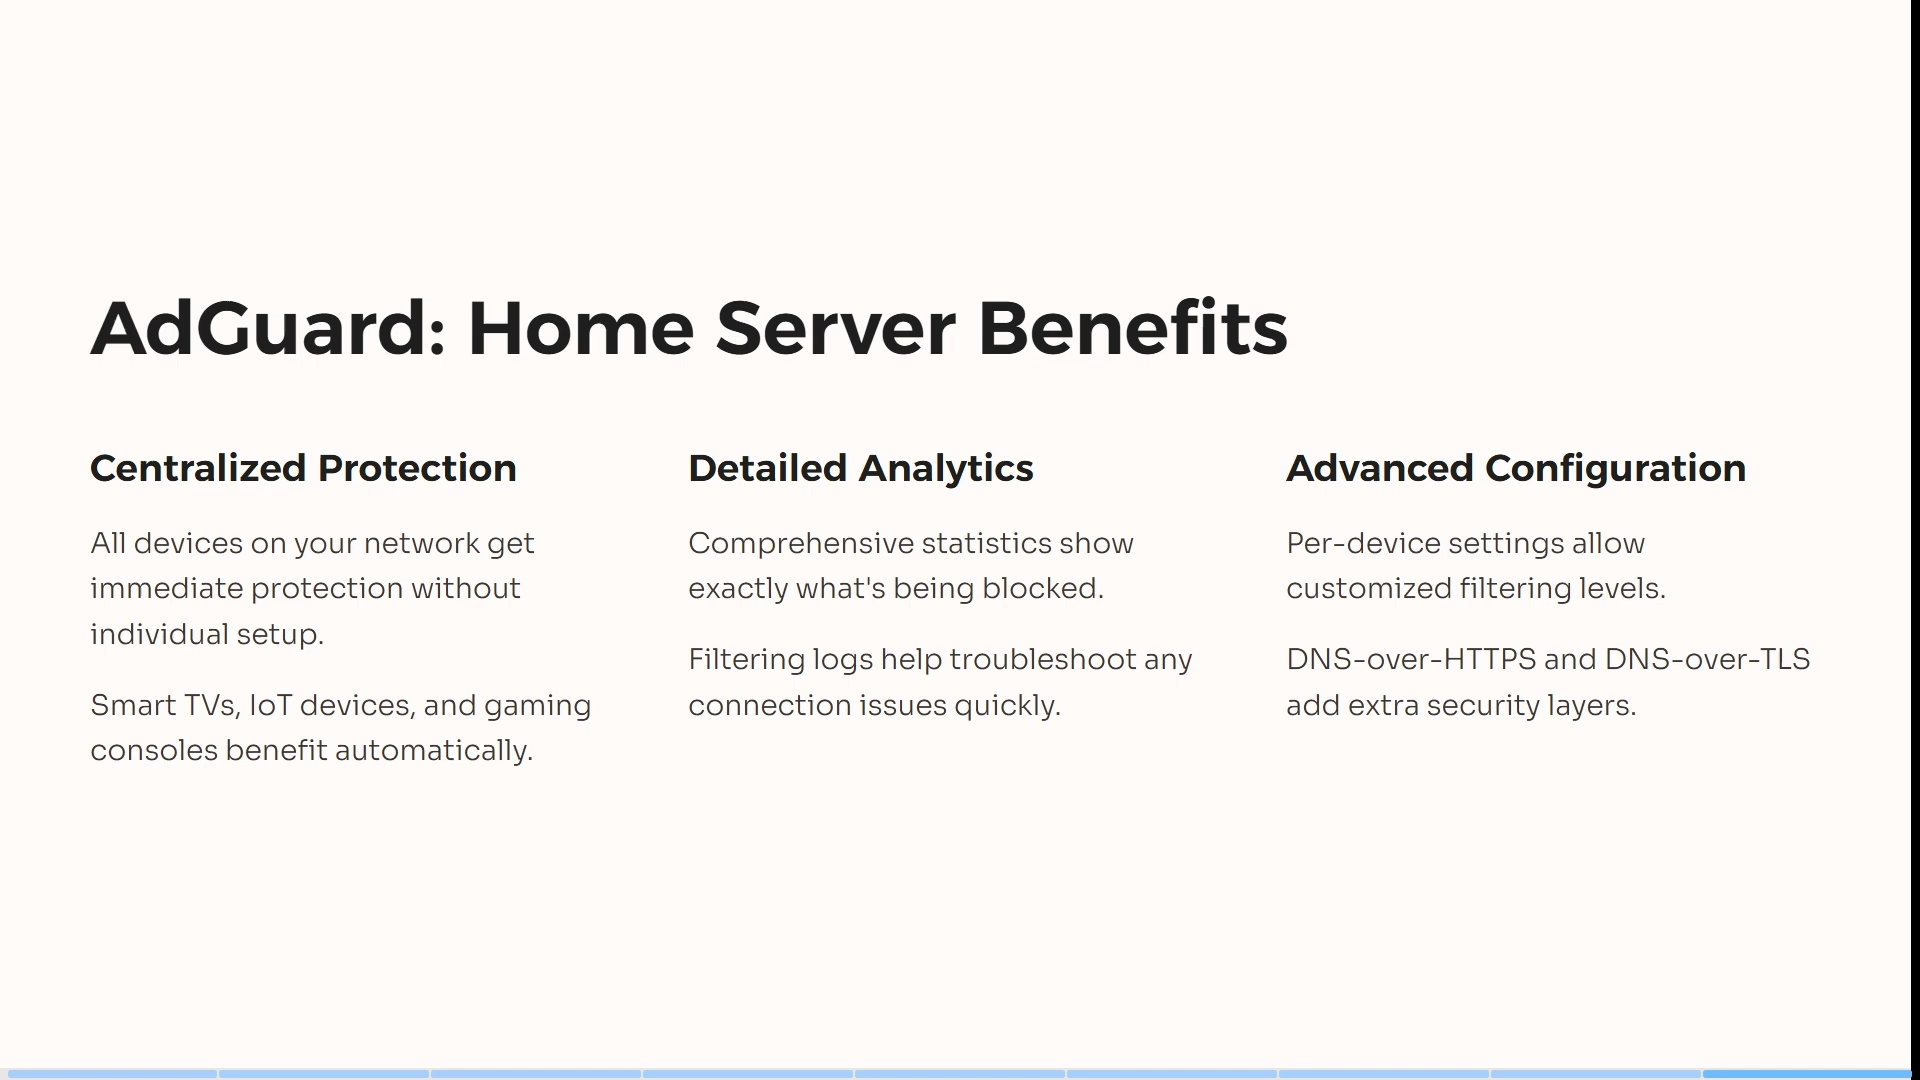 AdGuard: Home Server Benefits
Centralized Protection
All devices on your network get
immediate protection without
individual setup.
Smart TVs, IoT devices, and gaming
consoles benefit automatically.
Detailed Analytics
Comprehensive statistics show
exactly what's being blocked.
Filtering logs help troubleshoot any
connection issues quickly.
Advanced Configuration
Per-device settings allow
customized filtering levels.
DNS-over-HTTPS and DNS-over-TLS
add extra security layers.